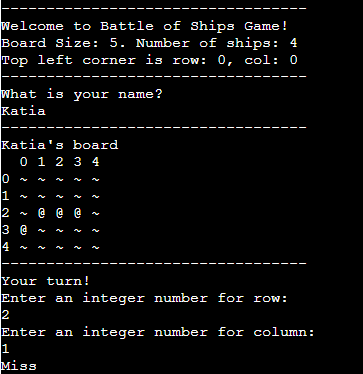 -----------------------------------
Welcome to Battle of Ships Game!
Board Size: 5. Number of ships: 4
Top left corner is row: 0, col: 0
-----------------------------------
What is your name?
Katia
-----------------------------------
Katia's board
  0 1 2 3 4
0 ~ ~ ~ ~ ~
1 ~ ~ ~ ~ ~
2 ~ @ @ @ ~
3 @ ~ ~ ~ ~
4 ~ ~ ~ ~ ~
-----------------------------------
Your turn!
Enter an integer number for row:
2
Enter an integer number for column:
1
Miss